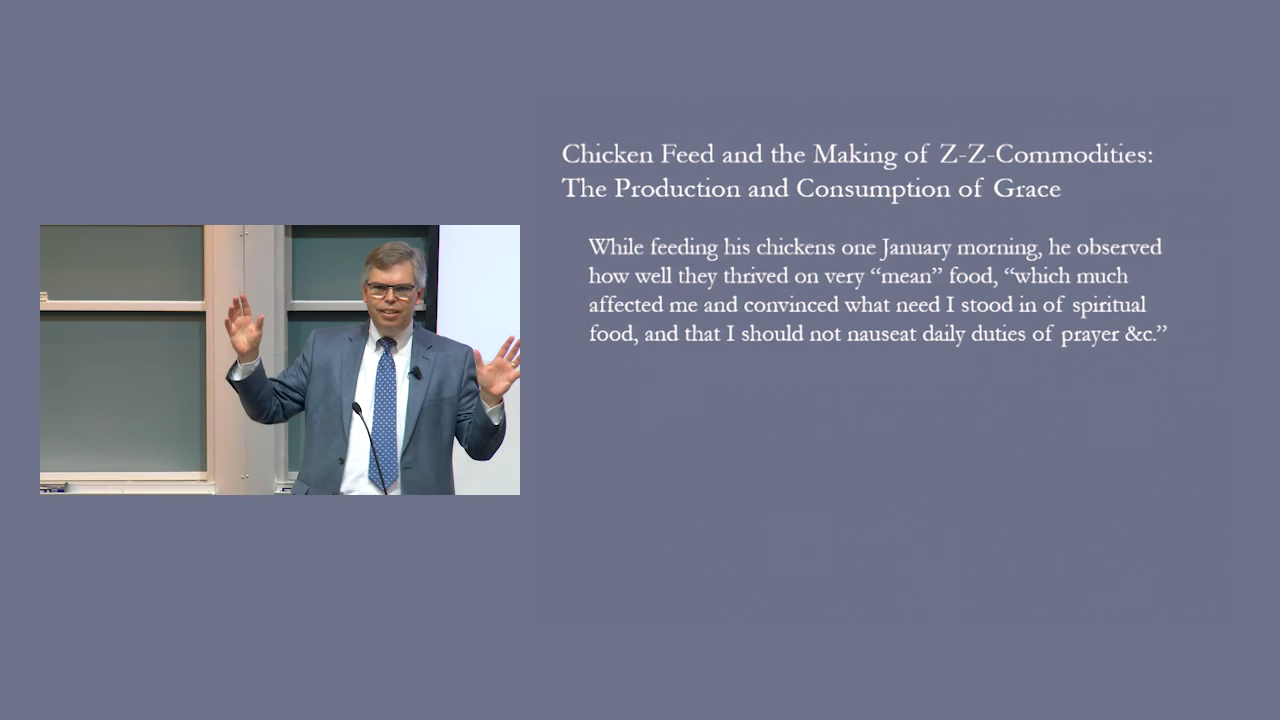 Chicken Feed and the Making of Z-Z-Commodities:
The Production and Consumption of Grace
While feeding his chickens one January morning, he observed
how well they thrived on very “mean” food, “which much
affected me and convinced what need I stood in of spiritual
food, and that I should not nauseat daily duties of prayer &c.”